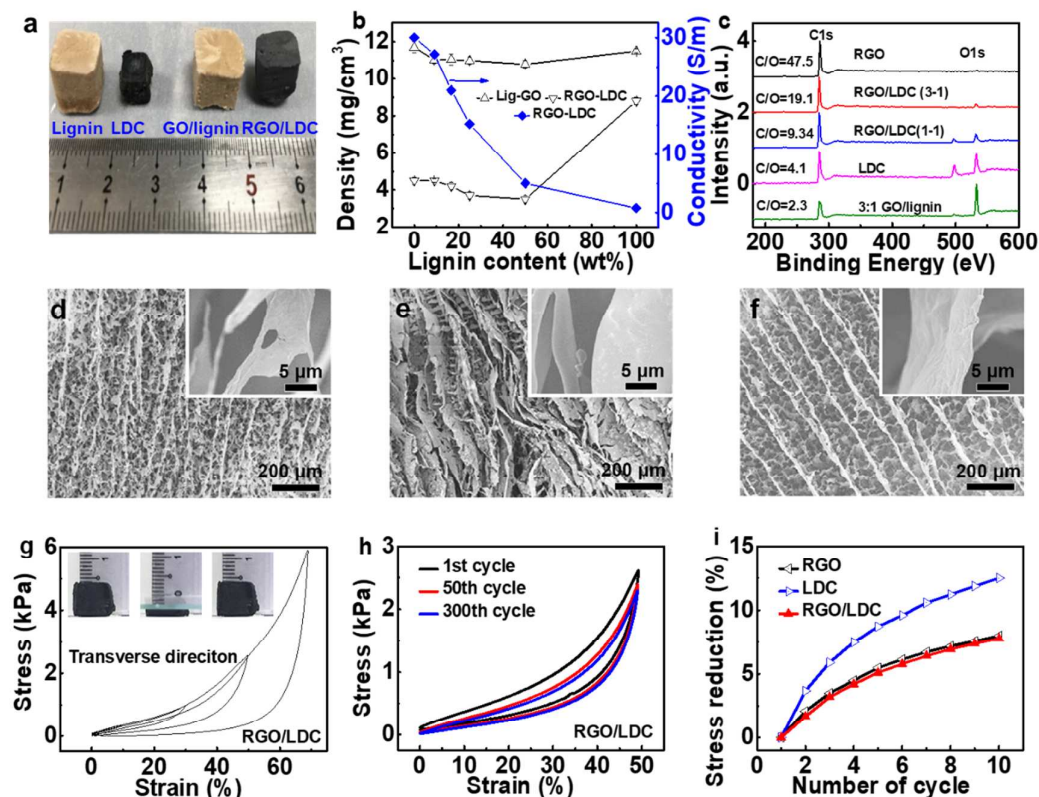 a
Lignin LDC GO/lignin RGO/LDC
1 2 3 4 5 6
b
Density (mg/cm³)
12
10
8
6
4
2
Lig-GO RGO-LDC
RGO-LDC
30
20
10
0
Conductivity (S/m)
0 25 50 75 100
Lignin content (wt%)
c
Intensity (a.u.)
4
2
0
C1s
O1s
C/O=47.5 RGO
C/O=19.1 RGO/LDC (3-1)
C/O=9.34 RGO/LDC(1-1)
C/O=4.1 LDC
C/O=2.3 3:1 GO/lignin
200 300 400 500 600
Binding Energy (eV)
d
5 μm
200 μm
e
5 μm
200 μm
f
5 μm
200 μm
g
Stress (kPa)
6
4
2
0
Transverse direciton
RGO/LDC
0 20 40 60 80
Strain (%)
h
Stress (kPa)
3
2
1
0
1st cycle
50th cycle
300th cycle
RGO/LDC
0 10 20 30 40 50
Strain (%)
i
Stress reduction (%)
15
10
5
0
RGO
LDC
RGO/LDC
0 2 4 6 8 10
Number of cycle